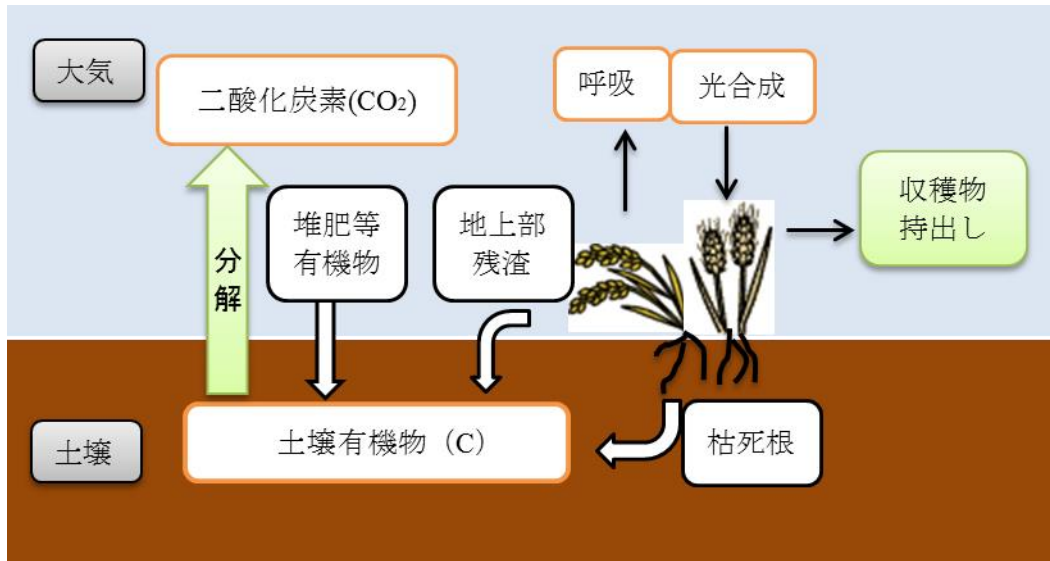 大気
二酸化炭素(CO₂)
呼吸
光合成
堆肥等
有機物
地上部
残渣
収穫物
持出し
分解
土壌
土壌有機物（C）
枯死根